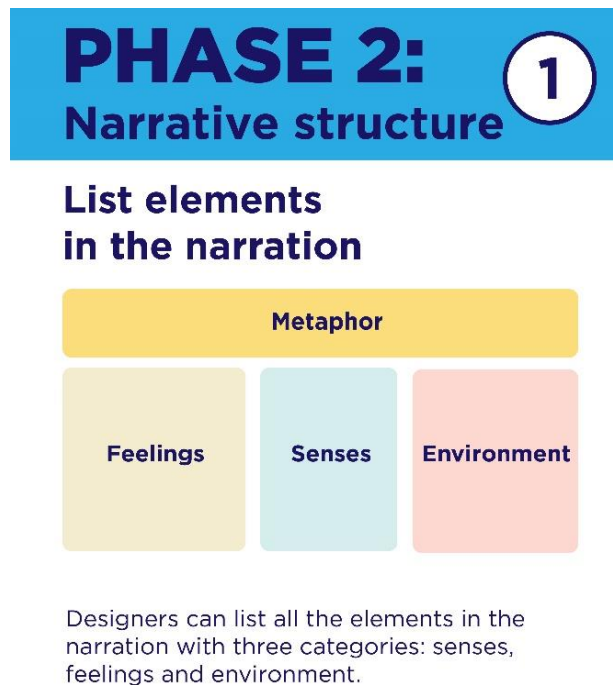 PHASE 2:
Narrative structure
1
List elements
in the narration
Metaphor
Feelings
Senses
Environment
Designers can list all the elements in the
narration with three categories: senses,
feelings and environment.